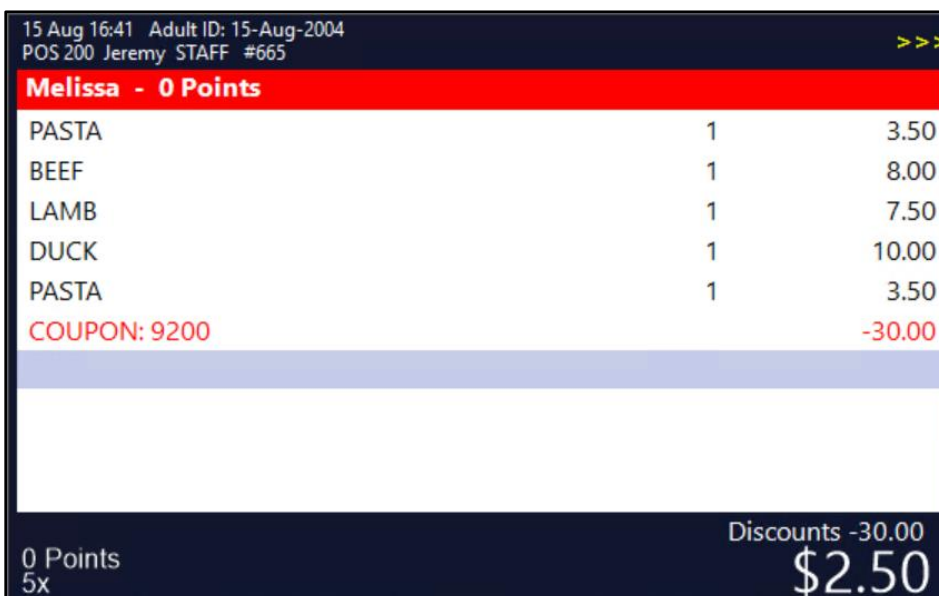 15 Aug 16:41 Adult ID: 15-Aug-2004
POS 200 Jeremy STAFF #665
>>>
Melissa - 0 Points
PASTA 1 3.50
BEEF 1 8.00
LAMB 1 7.50
DUCK 1 10.00
PASTA 1 3.50
COUPON: 9200 -30.00
Discounts -30.00
0 Points
5x
$2.50